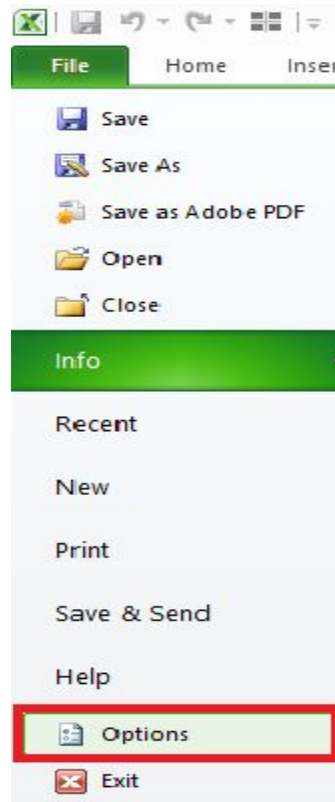 File Home Inser
Save
Save As
Save as Adobe PDF
Open
Close
Info
Recent
New
Print
Save & Send
Help
Options
Exit